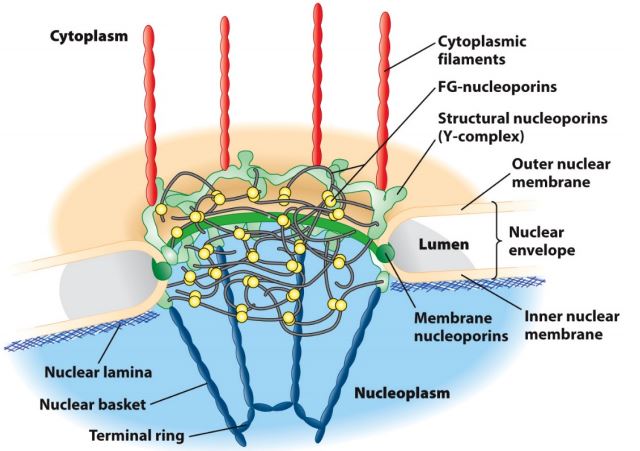 Cytoplasm
Cytoplasmic
filaments
FG-nucleoporins
Structural nucleoporins
(Y-complex)
Outer nuclear
membrane
Lumen
Nuclear
envelope
Membrane
nucleoporins
Inner nuclear
membrane
Nuclear lamina
Nuclear basket
Nucleoplasm
Terminal ring